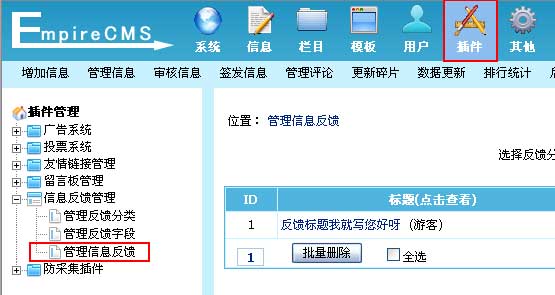 EmpireCMS
系统 信息 栏目 模板 用户 插件 其他
增加信息 管理信息 审核信息 签发信息 管理评论 更新碎片 数据更新 排行统计
插件管理
广告系统
投票系统
友情链接管理
留言板管理
信息反馈管理
管理反馈分类
管理反馈字段
管理信息反馈
防采集插件
位置： 管理信息反馈
选择反馈分
ID 标题(点击查看)
1 反馈标题我就写您好呀 (游客)
1 批量删除 全选